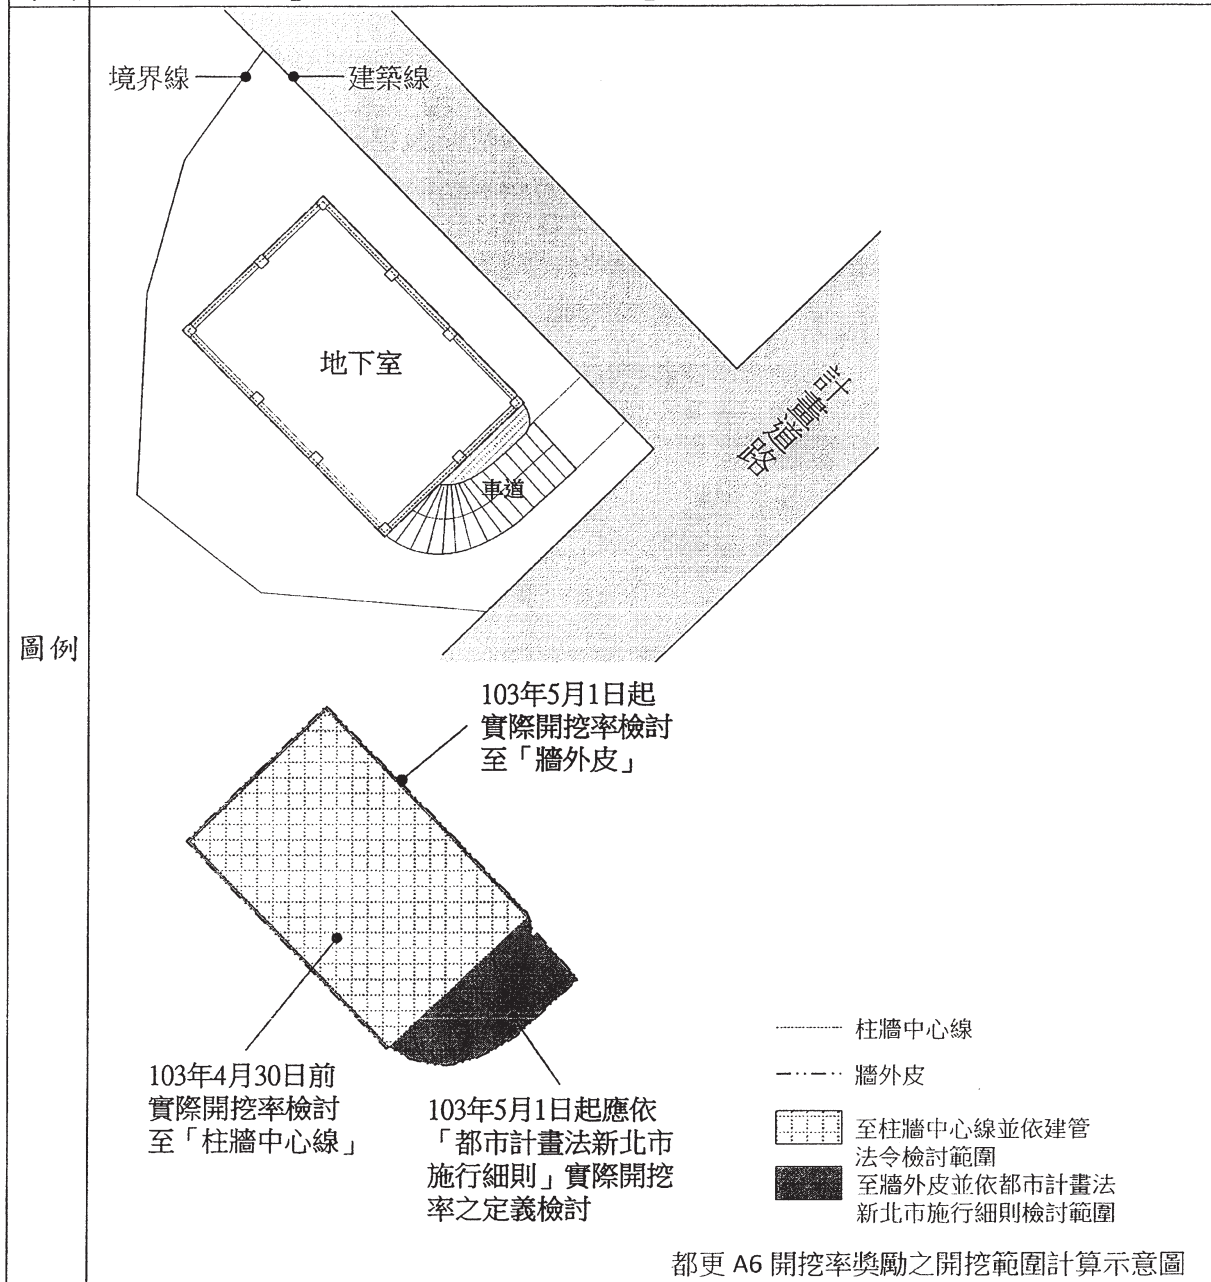 境界線
建築線
地下室
車道
計畫道路
圖例
103年5月1日起
實際開挖率檢討
至「牆外皮」
103年4月30日前
實際開挖率檢討
至「柱牆中心線」
103年5月1日起應依
「都市計畫法新北市
施行細則」實際開挖
率之定義檢討
柱牆中心線
牆外皮
至柱牆中心線並依建管
法令檢討範圍
至牆外皮並依都市計畫法
新北市施行細則檢討範圍
都更 A6 開挖率獎勵之開挖範圍計算示意圖